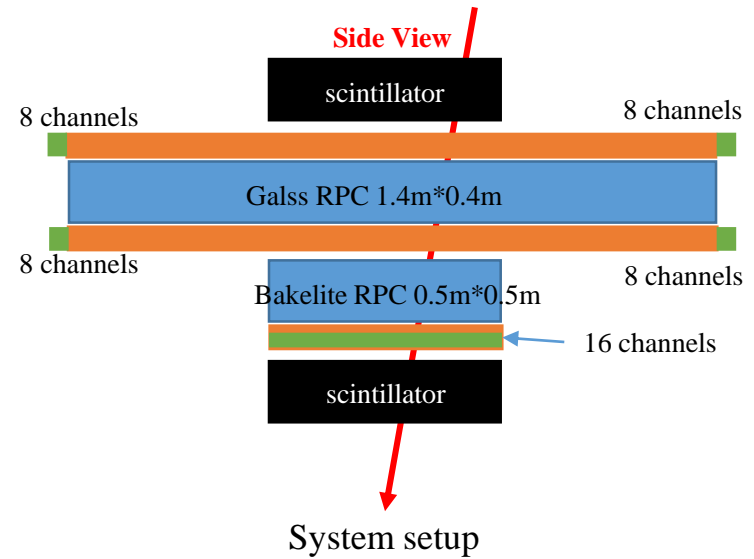 Side View
scintillator
8 channels
8 channels
Galss RPC 1.4m*0.4m
8 channels
8 channels
Bakelite RPC 0.5m*0.5m
16 channels
scintillator
System setup